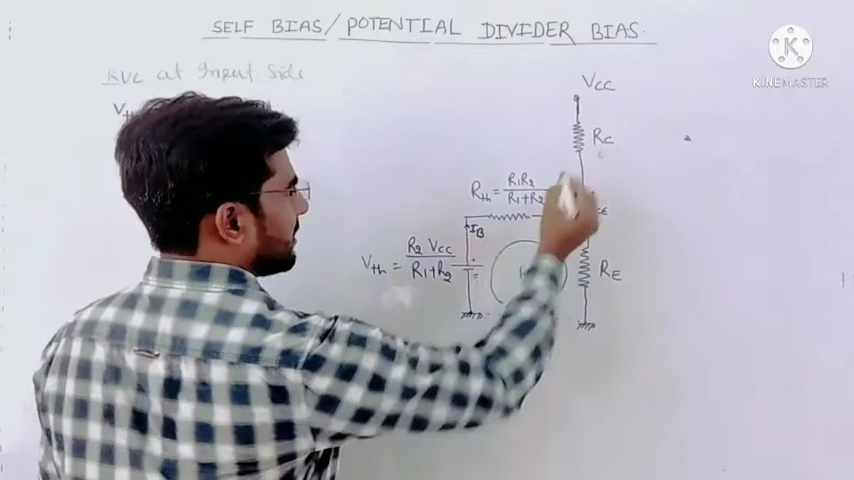 SELF BIAS/POTENTIAL DIVIDER BIAS.
KVL at Input Side
VCC
RC
Rth = R1R2 / R1+R2
IB
Vth = R2 VCC / R1+R2
RE
K
KINEMASTER